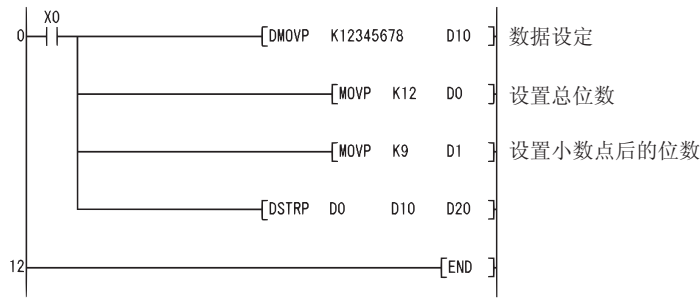 X0
0 [DMOVP K12345678 D10 ] 数据设定
[MOVP K12 D0 ] 设置总位数
[MOVP K9 D1 ] 设置小数点后的位数
[DSTRP D0 D10 D20 ]
12 [END ]